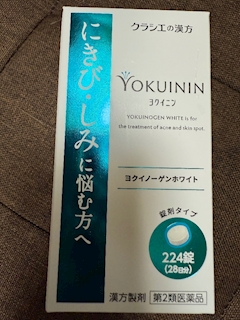 クラシエの漢方
にきび・しみに悩む方へ
YOKUININ
ヨクイニン
YOKUINOGEN WHITE is for
the treatment of acne and skin spot.
ヨクイノーゲンホワイト
錠剤タイプ
224錠
(28日分)
漢方製剤 第2類医薬品